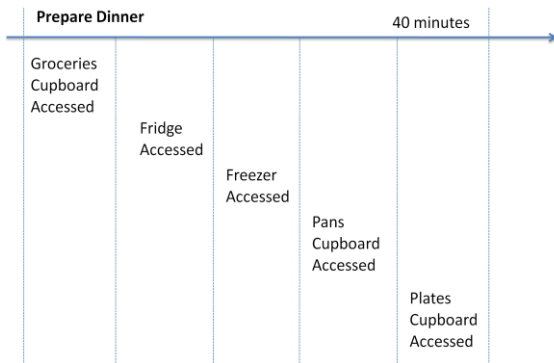 Prepare Dinner
40 minutes
Groceries
Cupboard
Accessed
Fridge
Accessed
Freezer
Accessed
Pans
Cupboard
Accessed
Plates
Cupboard
Accessed